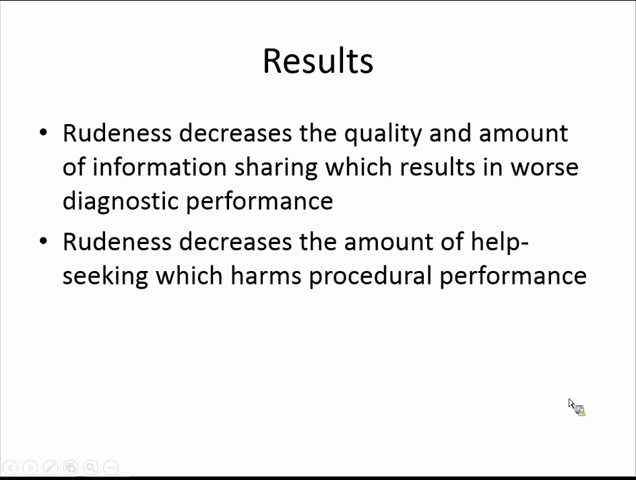 Results
• Rudeness decreases the quality and amount
of information sharing which results in worse
diagnostic performance
• Rudeness decreases the amount of help-
seeking which harms procedural performance